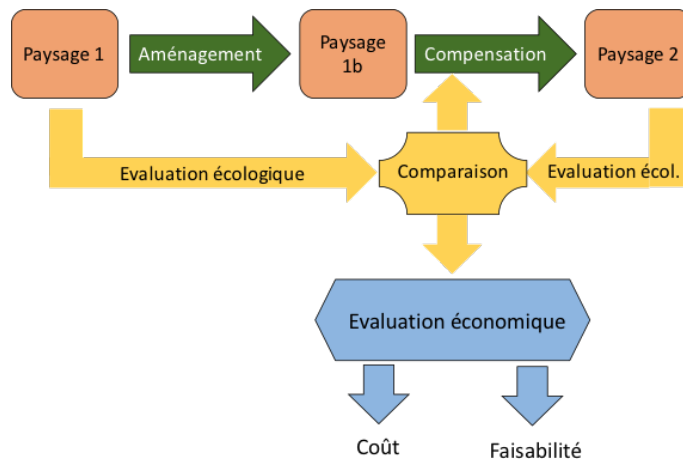 Paysage 1
Aménagement
Paysage
1b
Compensation
Paysage 2
Evaluation écologique
Comparaison
Evaluation écol.
Evaluation économique
Coût
Faisabilité